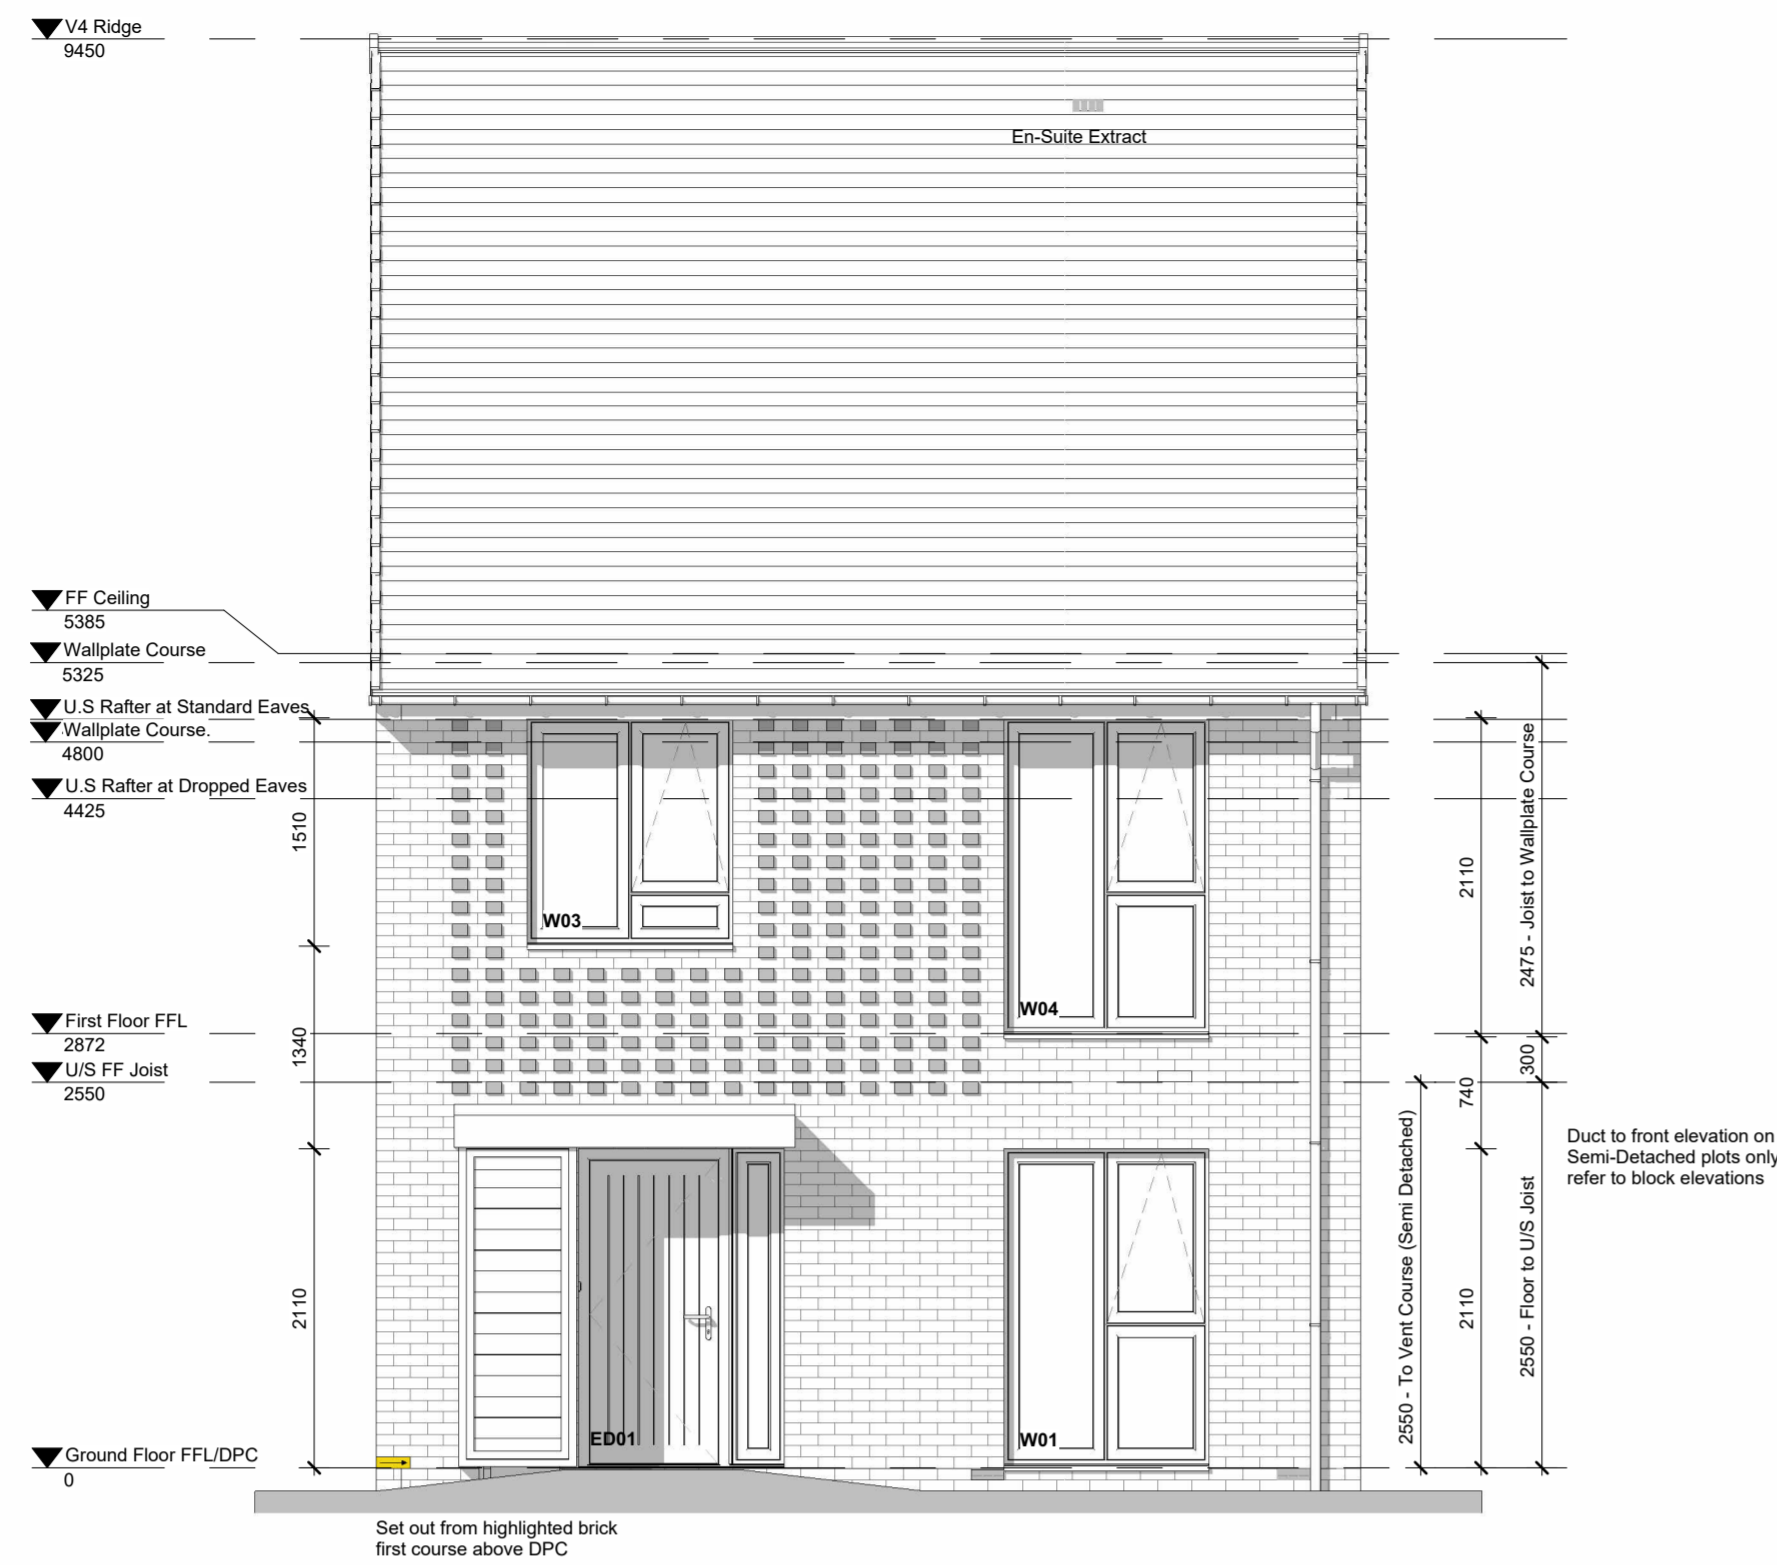 V4 Ridge
9450
En-Suite Extract
FF Ceiling
5385
Wallplate Course
5325
U.S Rafter at Standard Eaves
Wallplate Course.
4800
U.S Rafter at Dropped Eaves
4425
1510
W03
W04
2110
2475 - Joist to Wallplate Course
First Floor FFL
2872
1340
U/S FF Joist
2550
300
740
Duct to front elevation on
Semi-Detached plots only
refer to block elevations
2110
ED01
W01
2550 - To Vent Course (Semi Detached)
2110
2550 - Floor to U/S Joist
Ground Floor FFL/DPC
0
Set out from highlighted brick
first course above DPC